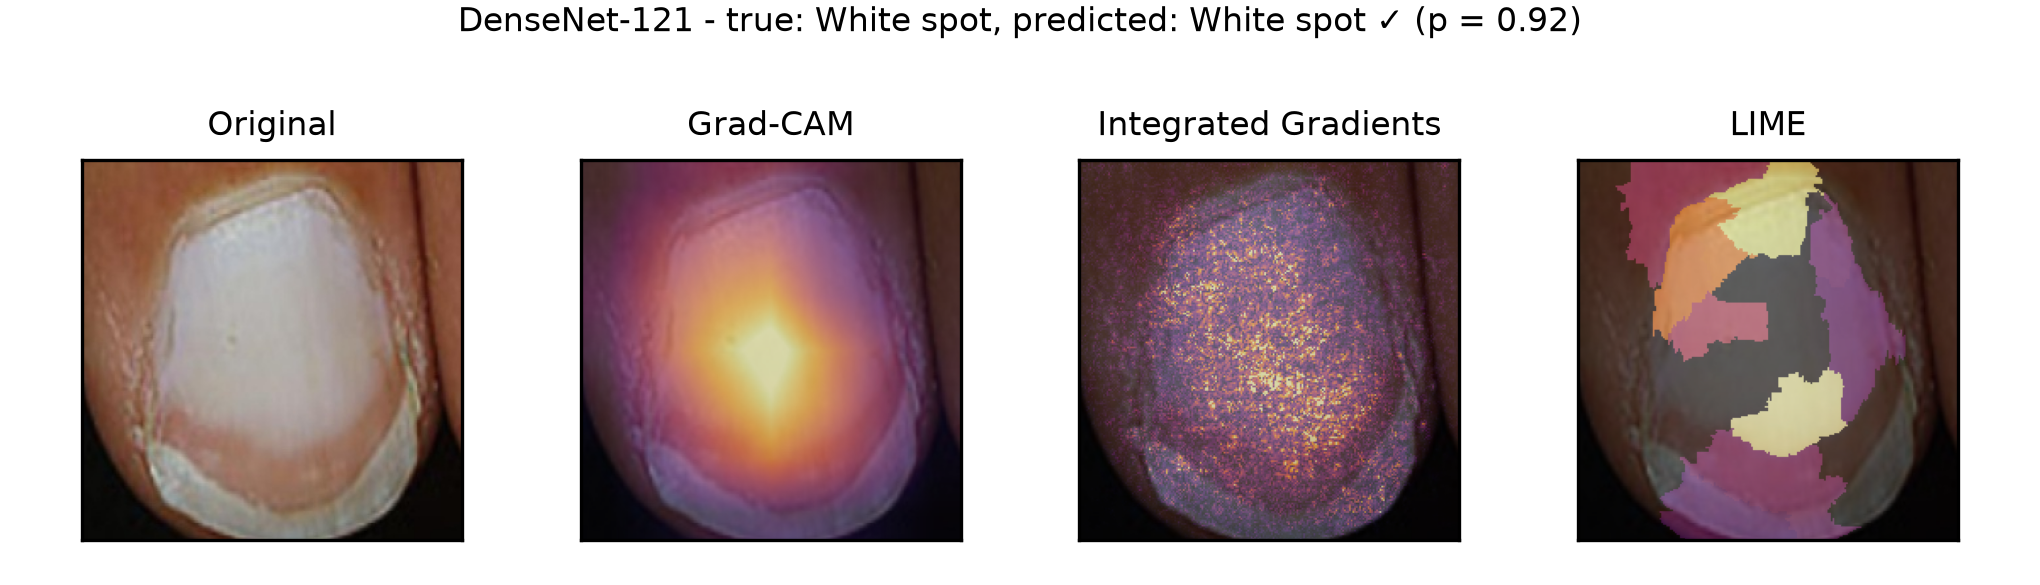 DenseNet-121 - true: White spot, predicted: White spot ✓ (p = 0.92)
Original
Grad-CAM
Integrated Gradients
LIME